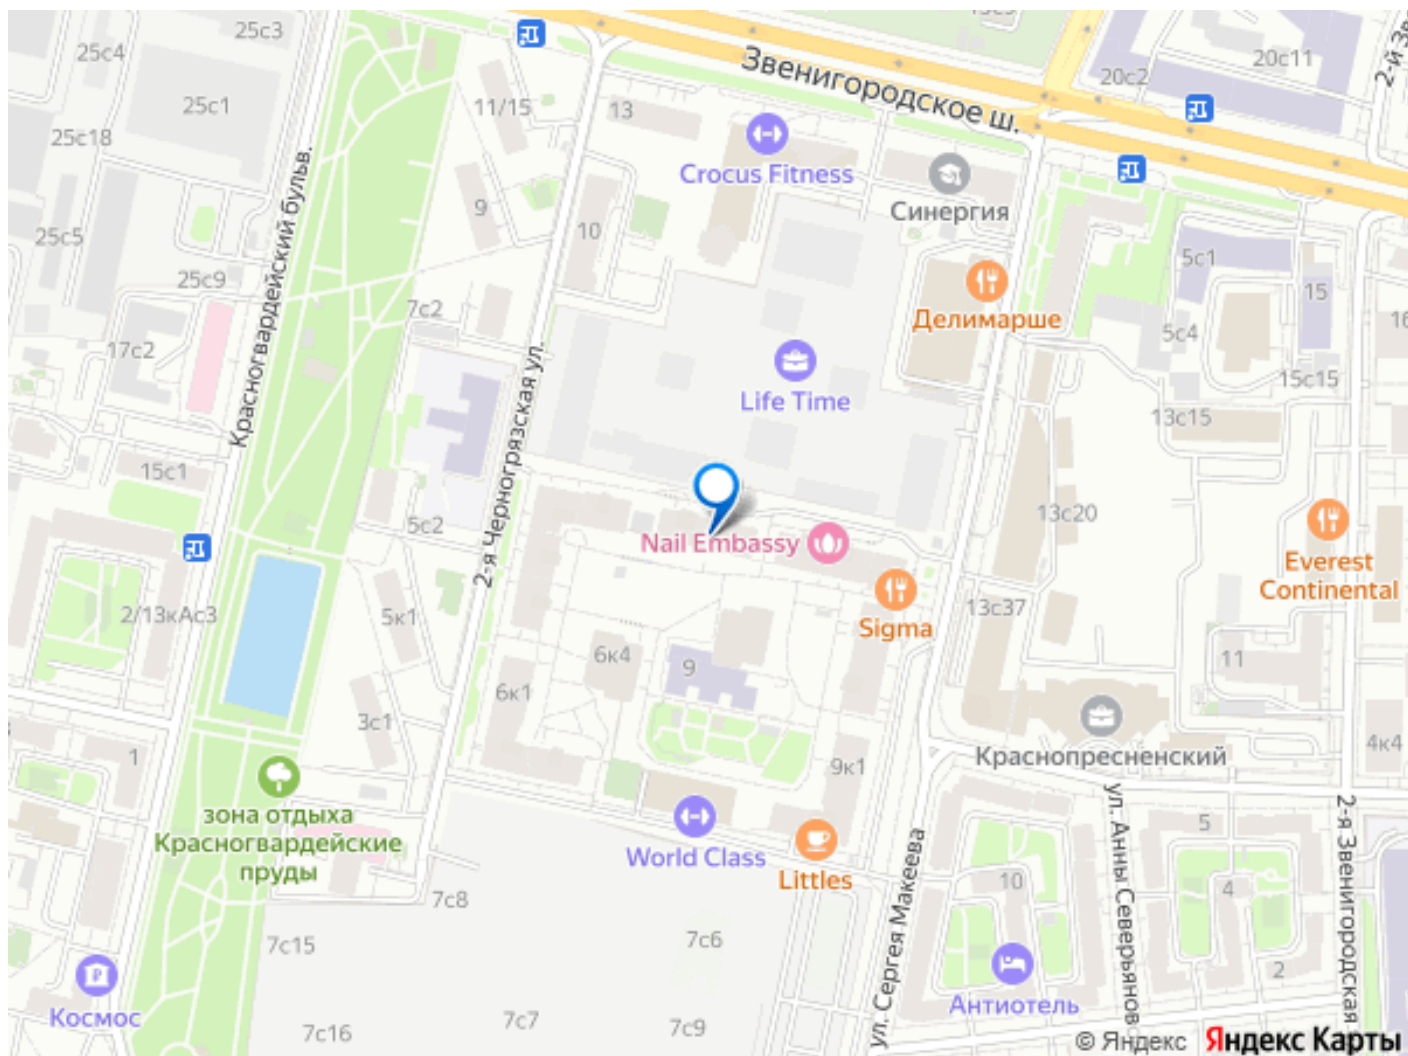 25с3
25с4
25с1
25с18
25с5
25с9
17с2
15с1
Красногвардейский бульв.
11/15
13
9
10
7с2
5с2
2-я Черногрязская ул.
Звенигородское ш.
20с2
20с11
Crocus Fitness
Синергия
Делимарше
5с1
15
5с4
15с15
13с15
16
Life Time
13с20
Nail Embassy
Sigma
Everest
Continental
13с37
11
2/13кАс3
5к1
6к4
9
6к1
3с1
1
зона отдыха
Красногвардейские
пруды
9к1
Краснопресненский
4к4
World Class
Littles
ул. Сергея Макеева
ул. Анны Северьянов
2-я Звенигородская
5
10
4
2
7с8
7с15
7с6
7с16
7с7
7с9
Космос
Антиотель
© Яндекс Яндекс Карты